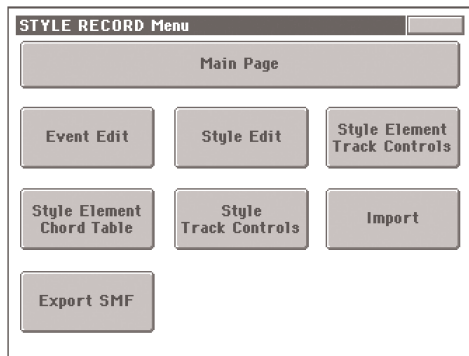 STYLE RECORD Menu
Main Page
Event Edit
Style Edit
Style Element
Track Controls
Style Element
Chord Table
Style
Track Controls
Import
Export SMF